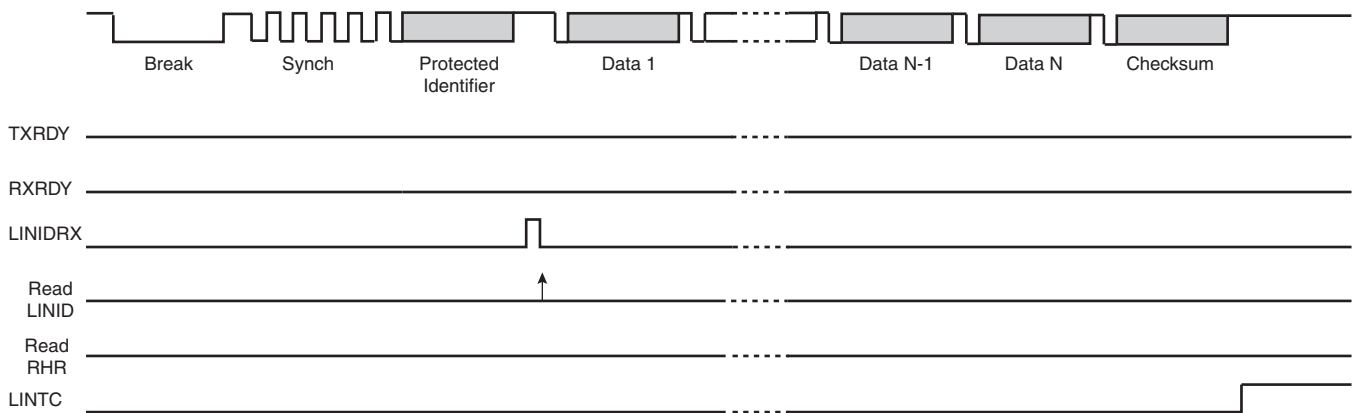 Break
Synch
Protected
Identifier
Data 1
Data N-1
Data N
Checksum
TXRDY
RXRDY
LINIDRX
Read
LINID
Read
RHR
LINTC